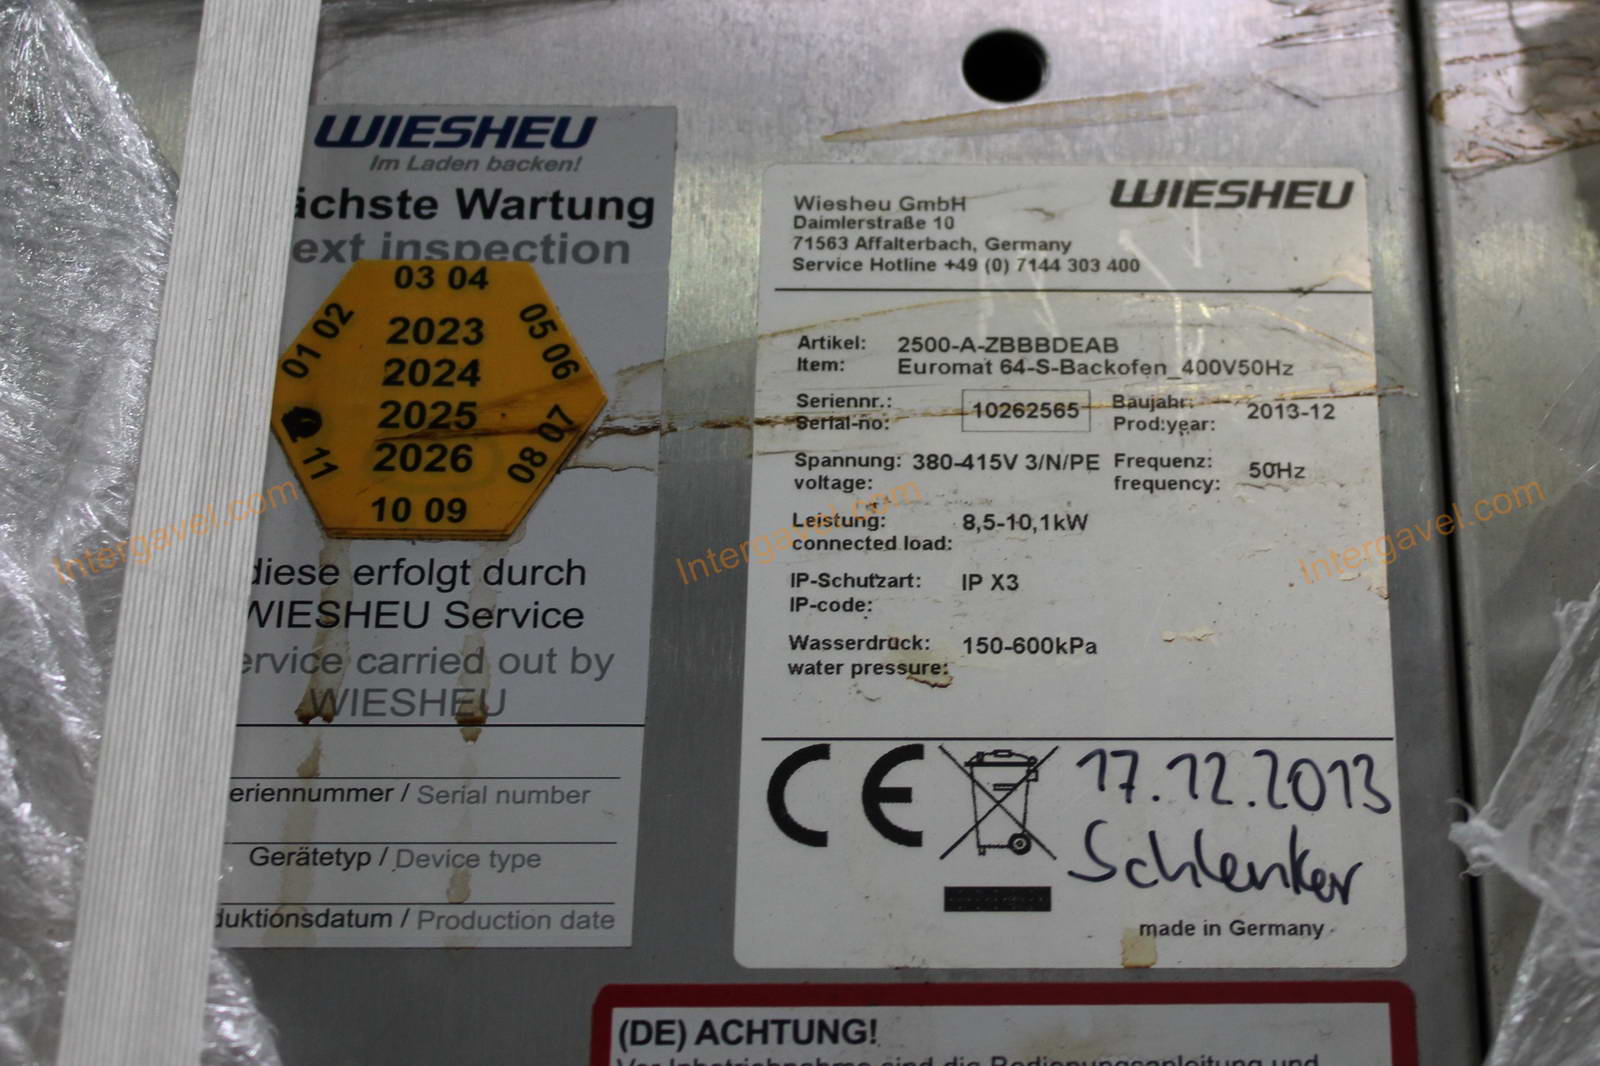 WIESHEU
Im Laden backen!
ächste Wartung
ext inspection
03 04
01 02
05 06
2023
2024
2025
2026
11
08 07
10 09
diese erfolgt durch
WIESHEU Service
ervice carried out by
WIESHEU
eriennummer / Serial number
Gerätetyp / Device type
duktionsdatum / Production date
Wiesheu GmbH
WIESHEU
Daimlerstraße 10
71563 Affalterbach, Germany
Service Hotline +49 (0) 7144 303 400
Artikel: 2500-A-ZBBBDEAB
Item: Euromat 64-S-Backofen_400V50Hz
Seriennr.: 10262565 Baujahr: 2013-12
Serial-no: Prod.year:
Spannung: 380-415V 3/N/PE Frequenz: 50Hz
voltage: frequency:
Leistung: 8,5-10,1kW
connected load:
IP-Schutzart: IP X3
IP-code:
Wasserdruck: 150-600kPa
water pressure:
CE
17.12.2013
Schlenker
made in Germany
(DE) ACHTUNG!
Vor Inbetriebnahme sind die Bedienungsanleitung und
Intergavel.com
Intergavel.com
Intergavel.com